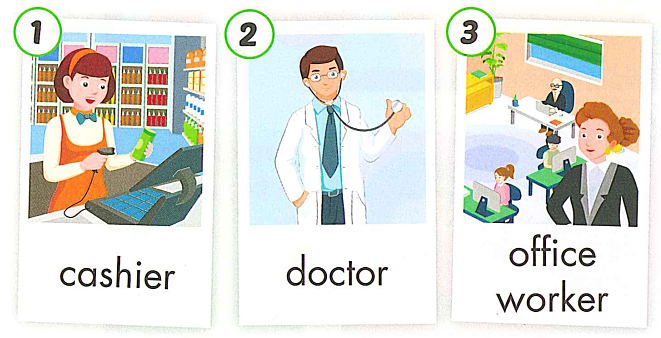 1
cashier
2
doctor
3
office
worker